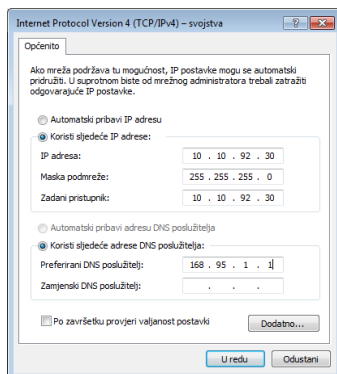 Internet Protocol Version 4 (TCP/IPv4) – svojstva
Općenito
Ako mreža podržava tu mogućnost, IP postavke mogu se automatski
pridružiti. U suprotnom biste od mrežnog administratora trebali zatražiti
odgovarajuće IP postavke.
Automatski pribavi IP adresu
Koristi sljedeće IP adrese:
IP adresa: 10 . 10 . 92 . 30
Maska podmreže: 255 . 255 . 255 . 0
Zadani pristupnik: 10 . 10 . 92 . 30
Automatski pribavi adresu DNS poslužitelja
Koristi sljedeće adrese DNS poslužitelja:
Preferirani DNS poslužitelj: 168 . 95 . 1 . 1
Zamjenski DNS poslužitelj: . . .
Po završetku provjeri valjanost postavki Dodatno...
U redu Odustani